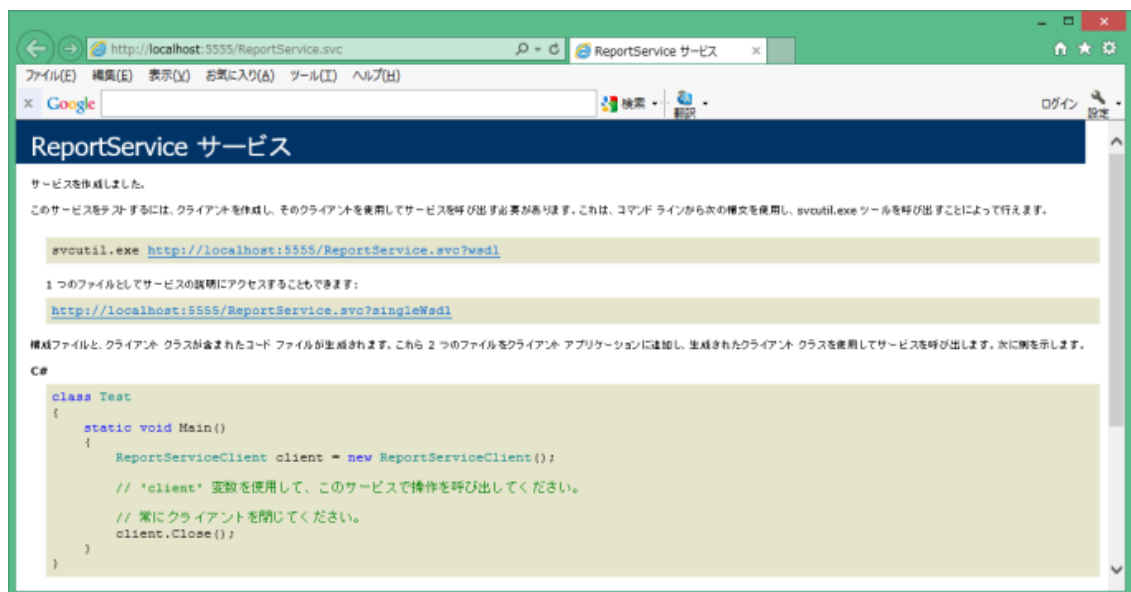 http://localhost:5555/ReportService.svc
ReportService サービス
ファイル(F) 編集(E) 表示(V) お気に入り(A) ツール(T) ヘルプ(H)
× Google 検索 翻訳 ログイン 設定
ReportService サービス
サービスを作成しました。
このサービスをテストするには、クライアントを作成し、そのクライアントを使用してサービスを呼び出す必要があります。これは、コマンド ラインから次の構文を使用し、svcutil.exe ツールを呼び出すことによって行えます。
svcutil.exe http://localhost:5555/ReportService.svc?wsdl
1 つのファイルとしてサービスの説明にアクセスすることもできます:
http://localhost:5555/ReportService.svc?singleWsdl
構成ファイルと、クライアント クラスが含まれたコード ファイルが生成されます。これら 2 つのファイルをクライアント アプリケーションに追加し、生成されたクライアント クラスを使用してサービスを呼び出します。次に例を示します。
C#
class Test
{
static void Main()
{
ReportServiceClient client = new ReportServiceClient();
// 'client' 変数を使用して、このサービスで操作を呼び出してください。
// 常にクライアントを閉じてください。
client.Close();
}
}